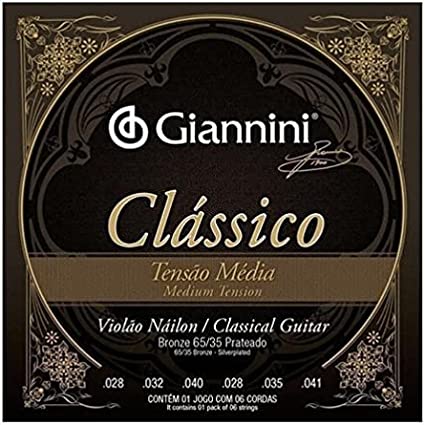 Giannini®
Clássico
Tensão Média
Medium Tension
Violão Náilon / Classical Guitar
Bronze 65/35 Prateado
65/35 Bronze - Silverplated
.028 .032 .040 .028 .035 .041
CONTÉM 01 JOGO COM 06 CORDAS
It contains 01 pack of 06 strings